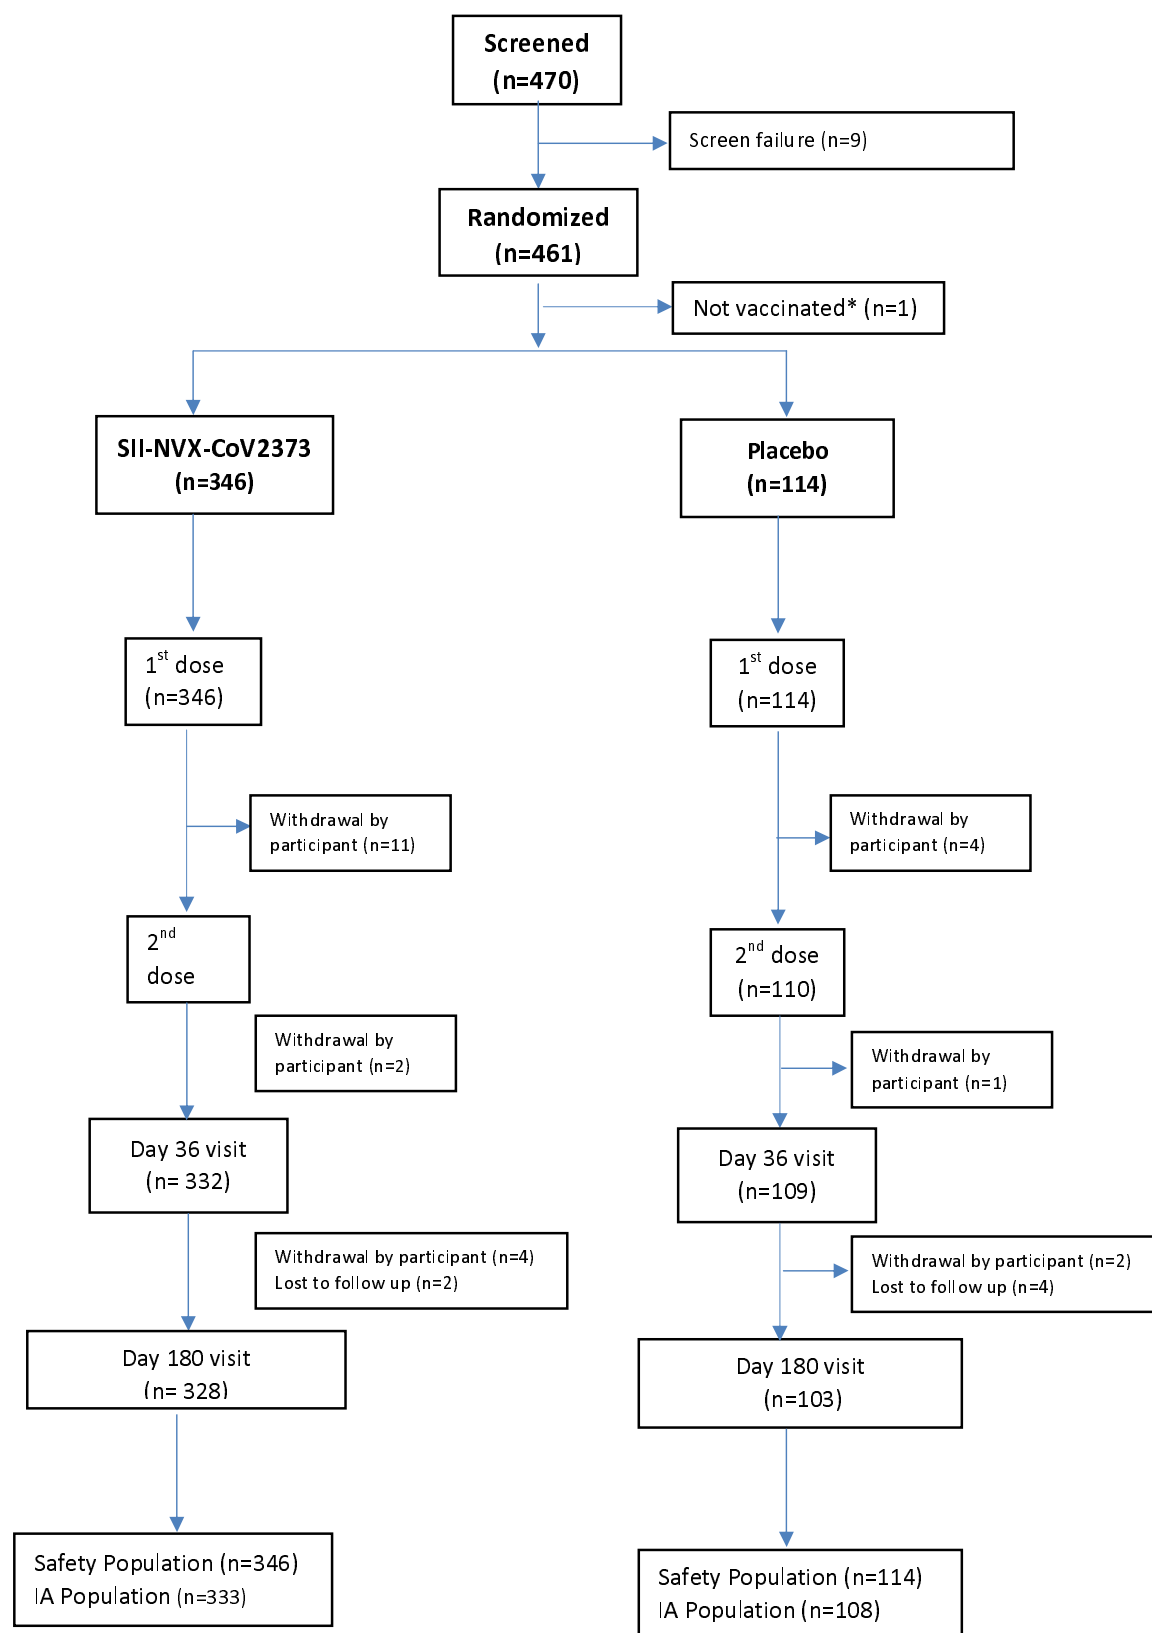 Screened
(n=470)
Screen failure (n=9)
Randomized
(n=461)
Not vaccinated* (n=1)
SII-NVX-CoV2373
(n=346)
Placebo
(n=114)
1st dose
(n=346)
1st dose
(n=114)
Withdrawal by
participant (n=11)
Withdrawal by
participant (n=4)
2nd
dose
2nd dose
(n=110)
Withdrawal by
participant (n=2)
Withdrawal by
participant (n=1)
Day 36 visit
(n= 332)
Day 36 visit
(n=109)
Withdrawal by participant (n=4)
Lost to follow up (n=2)
Withdrawal by participant (n=2)
Lost to follow up (n=4)
Day 180 visit
(n= 328)
Day 180 visit
(n=103)
Safety Population (n=346)
IA Population (n=333)
Safety Population (n=114)
IA Population (n=108)